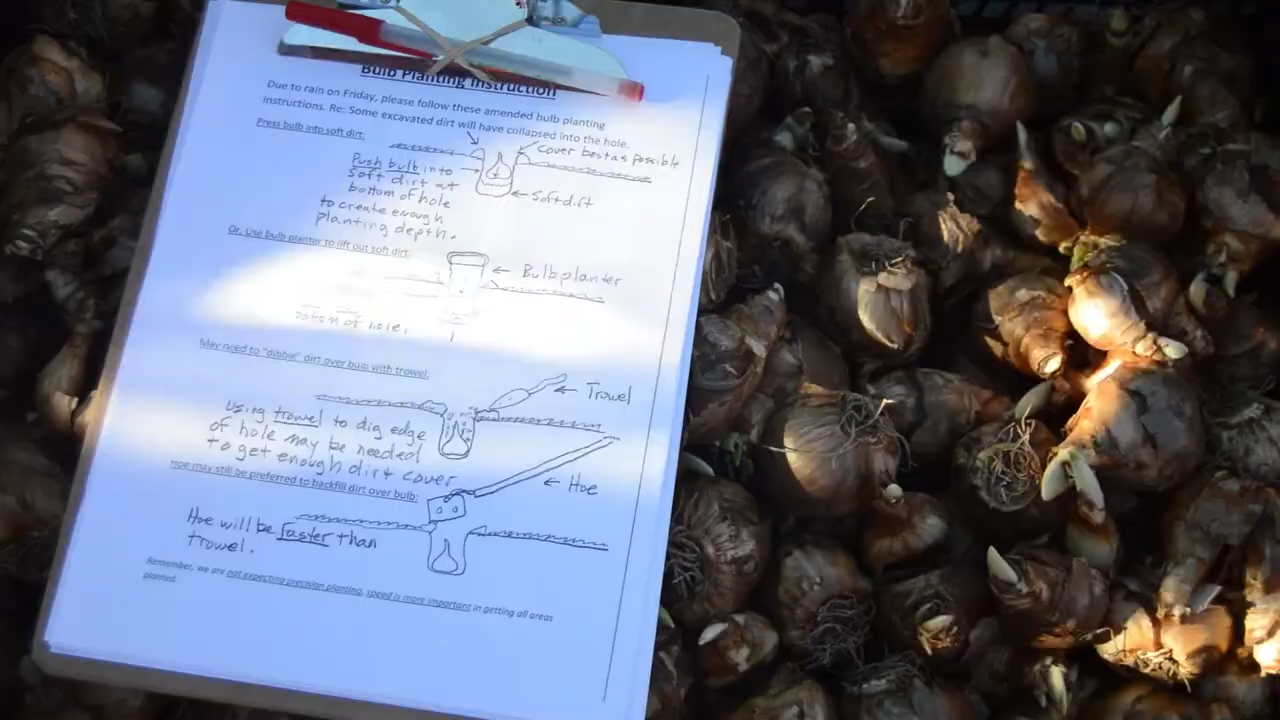 Bulb Planting Instruction
Due to rain on Friday, please follow these amended bulb planting
instructions. Re: Some excavated dirt will have collapsed into the hole.
Press bulb into soft dirt:
Cover best as possible
Push bulb into
soft dirt at
bottom of hole
to create enough
planting depth.
Soft dirt
Or, Use bulb planter to lift out soft dirt:
Bulb planter
bottom of hole.
May need to "dibble" dirt over bulb with trowel.
Trowel
Using trowel to dig edge
of hole may be needed
to get enough dirt cover
Hoe may still be preferred to backfill dirt over bulb:
Hoe
Hoe will be faster than
trowel.
Remember, we are not expecting precision planting, speed is more important in getting all areas
planted.